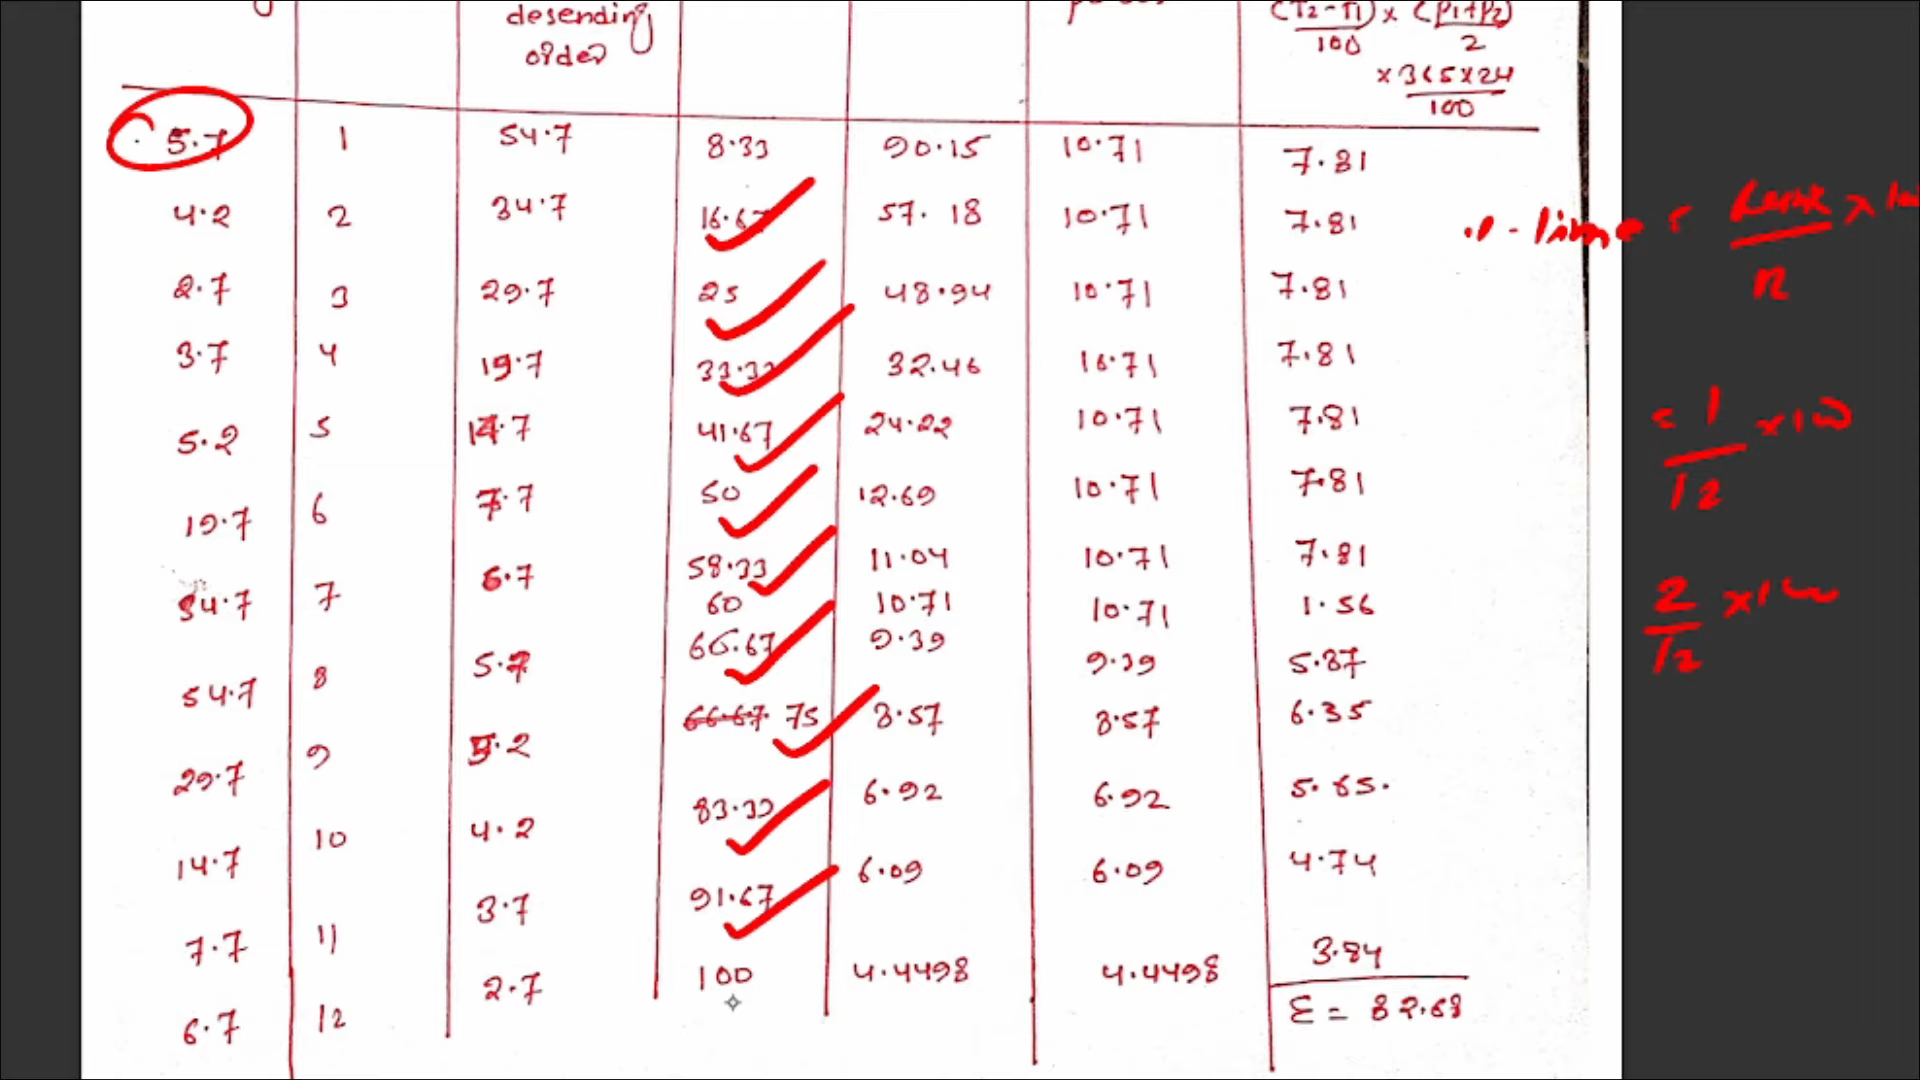 desending
order
(T2-T1)/100 x (P1+P2)/2
x 365x24/100
5.7 1 54.7 8.33 90.15 10.71 7.81
4.2 2 34.7 16.67 57.18 10.71 7.81
2.7 3 29.7 25 48.94 10.71 7.81
3.7 4 19.7 33.33 32.46 10.71 7.81
5.2 5 14.7 41.67 24.22 10.71 7.81
19.7 6 7.7 50 12.69 10.71 7.81
34.7 7 6.7 58.33 11.04 10.71 7.81
60 10.71 10.71 1.56
54.7 8 5.7 66.67 9.39 9.39 5.87
29.7 9 5.2 66.67 75 8.57 8.57 6.35
14.7 10 4.2 83.33 6.92 6.92 5.65.
7.7 11 3.7 91.67 6.09 6.09 4.74
6.7 12 2.7 100 4.4498 4.4498 3.84
Σ = 82.68
time = Rank/n x 100
= 1/12 x100
2/12 x100